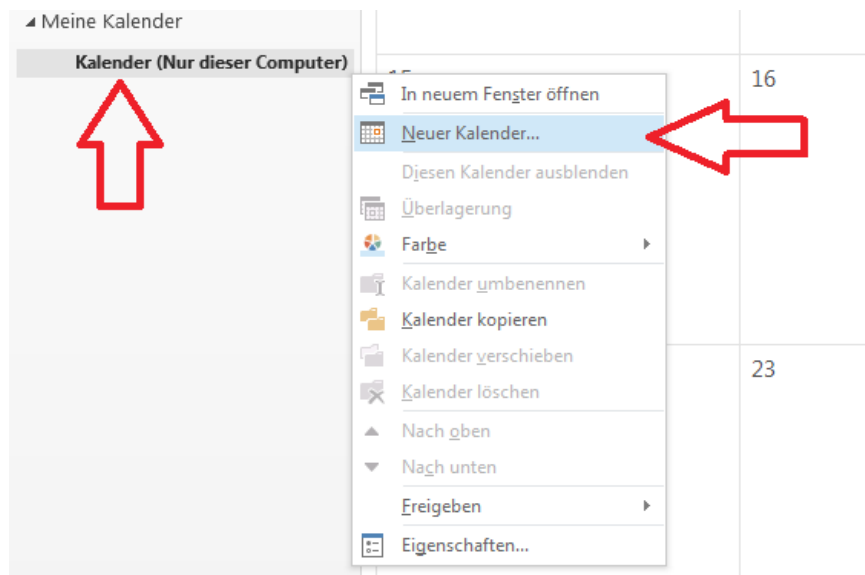 Meine Kalender
Kalender (Nur dieser Computer)
16
In neuem Fenster öffnen
Neuer Kalender...
Diesen Kalender ausblenden
Überlagerung
Farbe
Kalender umbenennen
Kalender kopieren
Kalender verschieben
23
Kalender löschen
Nach oben
Nach unten
Freigeben
Eigenschaften...